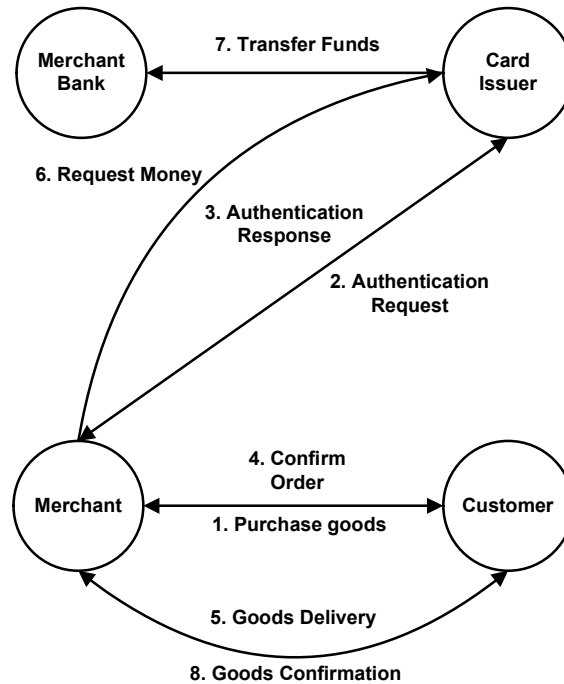 7. Transfer Funds
Merchant
Bank
Card
Issuer
6. Request Money
3. Authentication
Response
2. Authentication
Request
4. Confirm
Order
Merchant
Customer
1. Purchase goods
5. Goods Delivery
8. Goods Confirmation